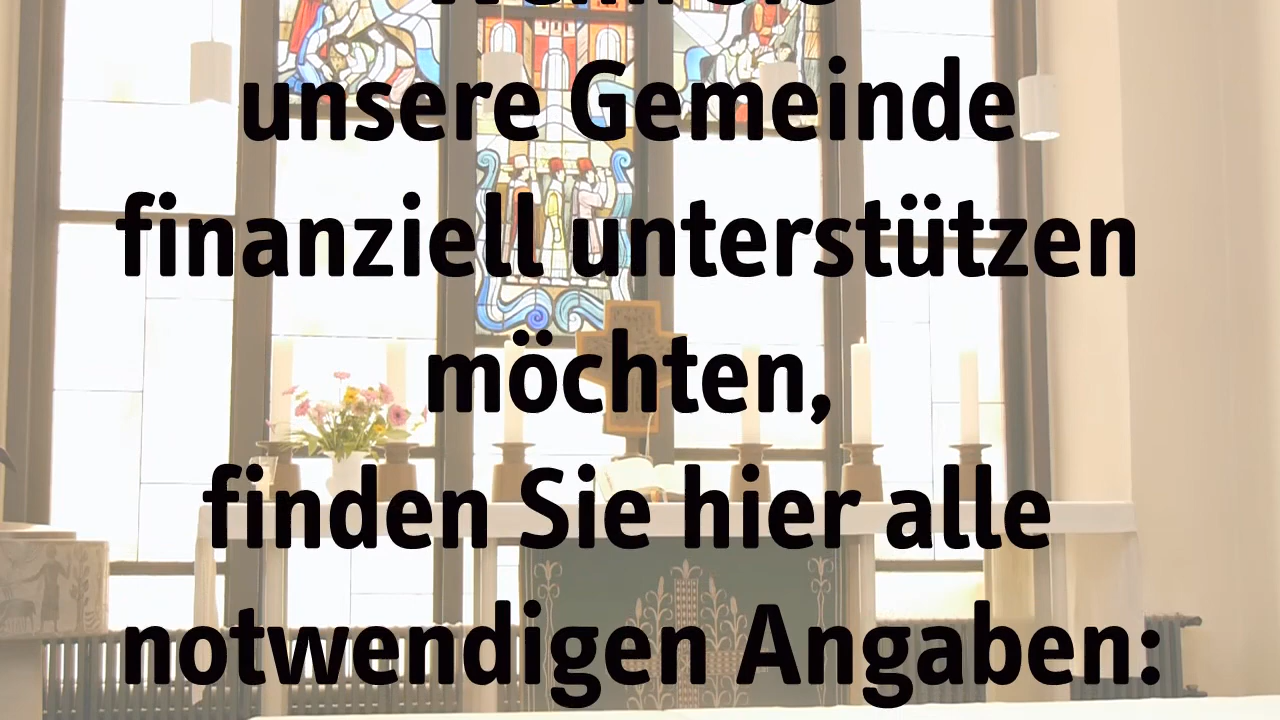 unsere Gemeinde
finanziell unterstützen
möchten,
finden Sie hier alle
notwendigen Angaben: